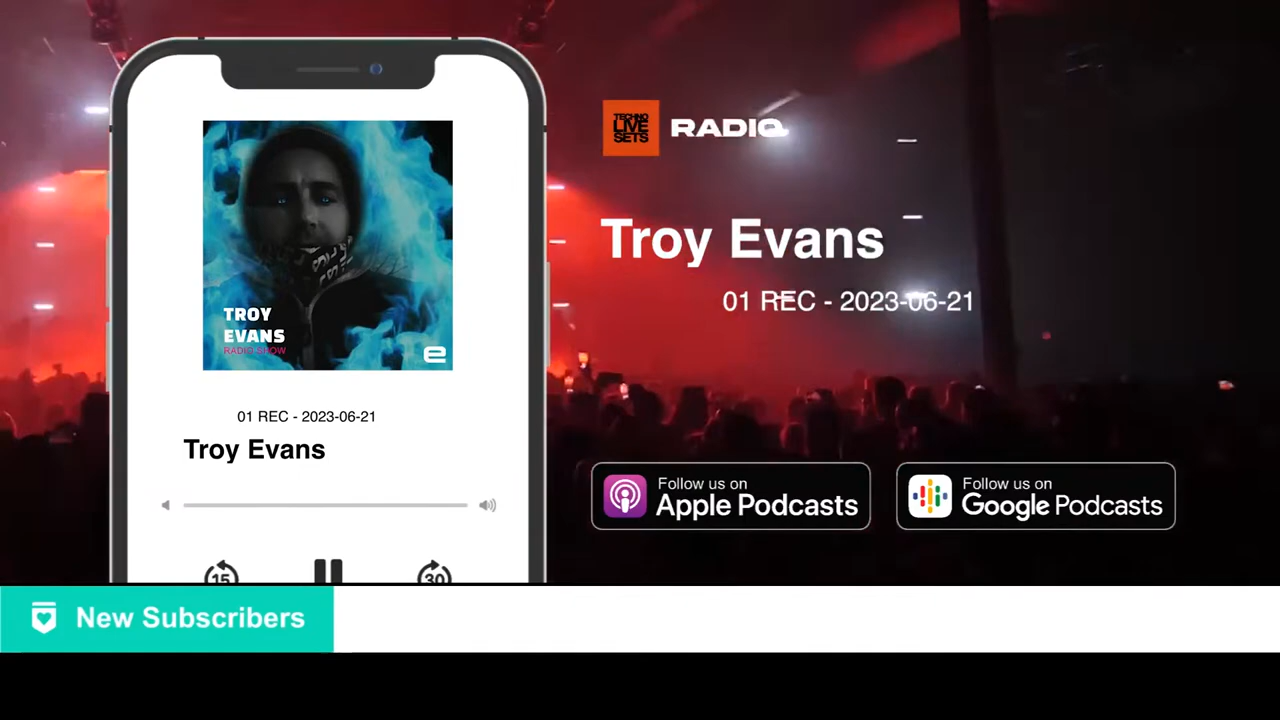 TECHNO
LIVE
SETS
RADIO
Troy Evans
01 REC - 2023-06-21
TROY
EVANS
RADIO SHOW
e
01 REC - 2023-06-21
Troy Evans
15
30
Follow us on
Apple Podcasts
Follow us on
Google Podcasts
New Subscribers